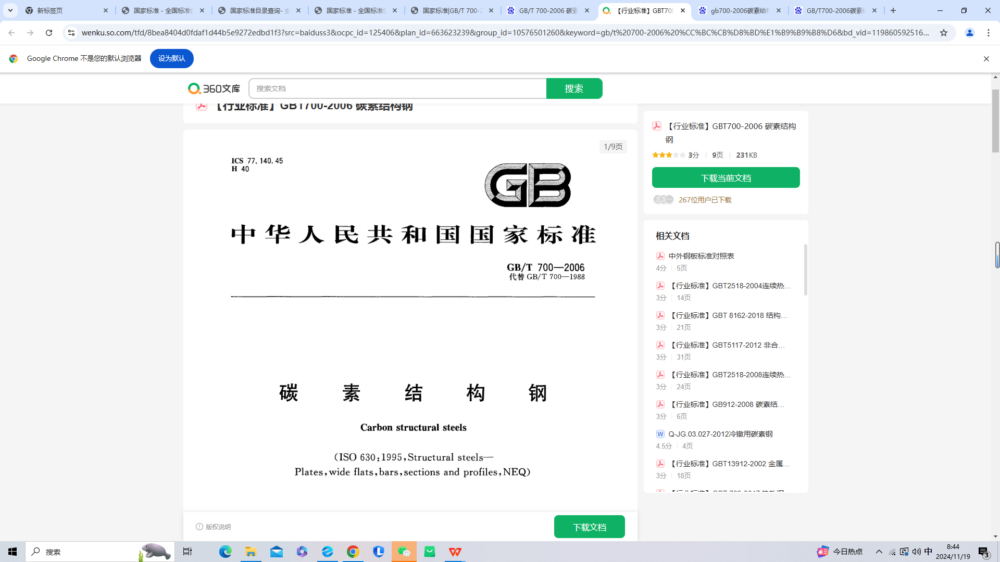 新标签页
国家标准 - 全国标准
国家标准目录查询- 全
国家标准 - 全国标准
国家标准|GB/T 700-2
GB/T 700-2006 碳素
【行业标准】GBT700
gb700-2006碳素结
GB/T700-2006碳素
wenku.so.com/tfd/8bea8404d0fdaf1d44b5e9272edbd1f3?src=baiduss3&ocpc_id=125406&plan_id=663623239&group_id=10576501260&keyword=gb/t%20700-2006%20%CC%BC%CB%D8%BD%E1%B9%B9%B8%D6&bd_vid=119860592516...
Google Chrome 不是您的默认浏览器
设为默认
360文库
搜索文档
搜索
【行业标准】GBT700-2006 碳素结构钢
1/9页
ICS 77.140.45
H 40
GB
中华人民共和国国家标准
GB/T 700—2006
代替 GB/T 700—1988
碳素结构钢
Carbon structural steels
(ISO 630:1995,Structural steels—
Plates,wide flats,bars,sections and profiles,NEQ)
版权说明
下载文档
【行业标准】GBT700-2006 碳素结构
钢
3分 9页 231KB
下载当前文档
267位用户已下载
相关文档
中外钢板标准对照表
4分 5页
【行业标准】GBT2518-2004连续热...
3分 14页
【行业标准】GBT 8162-2018 结构...
3分 21页
【行业标准】GBT5117-2012 非合...
3分 31页
【行业标准】GBT2518-2008连续热...
3分 24页
【行业标准】GB912-2008 碳素结...
3分 6页
Q-JG.03.027-2012冷镦用碳素钢
4.5分 4页
【行业标准】GBT13912-2002 金属...
3分 18页
搜索
今日热点
中
8:44
2024/11/19
3